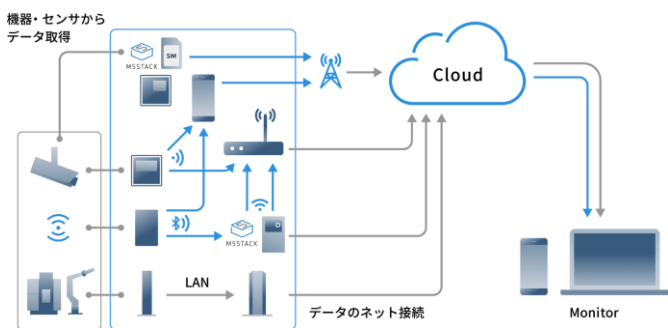 機器・センサから
データ取得
M5STACK
SIM
Cloud
M5STACK
LAN
データのネット接続
Monitor